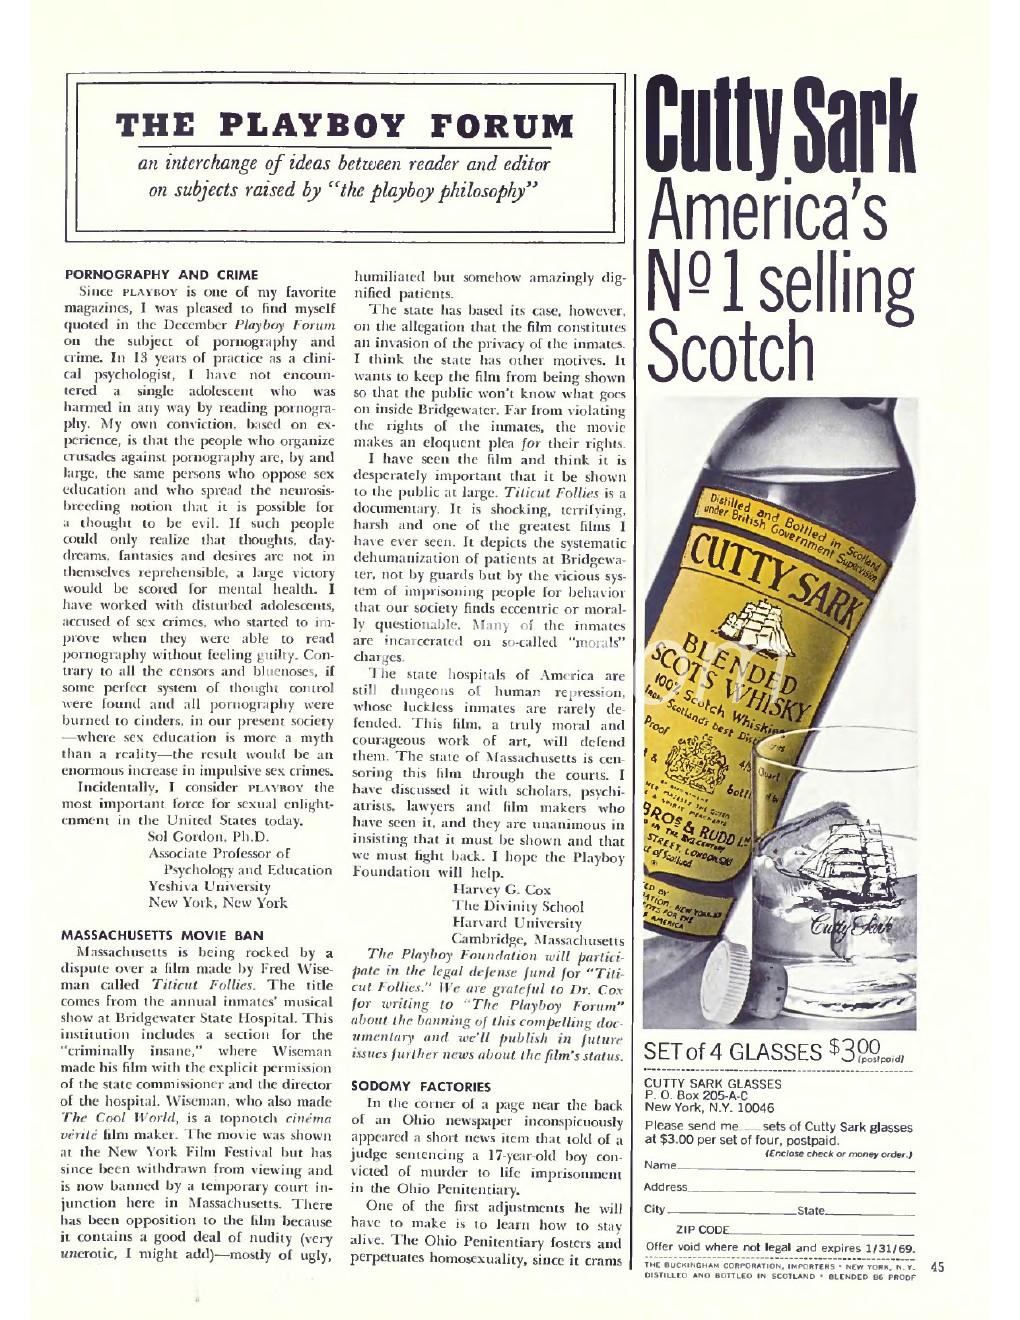 THE PLAYBOY FORUM
an interchange of ideas between reader and editor
on subjects raised by "the playboy philosophy"
PORNOGRAPHY AND CRIME
Since PLAYBOY is one of my favorite
magazines, I was pleased to find myself
quoted in the December Playboy Forum
on the subject of pornography and
crime. In 13 years of practice as a clini-
cal psychologist, I have not encoun-
tered a single adolescent who was
harmed in any way by reading pornogra-
phy. My own conviction, based on ex-
perience, is that the people who organize
crusades against pornography are, by and
large, the same persons who oppose sex
education and who spread the neurosis-
breeding notion that it is possible for
a thought to be evil. If such people
could only realize that thoughts, day-
dreams, fantasies and desires are not in
themselves reprehensible, a large victory
would be scored for mental health. I
have worked with disturbed adolescents,
accused of sex crimes, who started to im-
prove when they were able to read
pornography without feeling guilty. Con-
trary to all the censors and bluenoses, if
some perfect system of thought control
were found and all pornography were
burned to cinders, in our present society
—where sex education is more a myth
than a reality—the result would be an
enormous increase in impulsive sex crimes.
Incidentally, I consider PLAYBOY the
most important force for sexual enlight-
enment in the United States today.
Sol Gordon, Ph.D.
Associate Professor of
Psychology and Education
Yeshiva University
New York, New York
MASSACHUSETTS MOVIE BAN
Massachusetts is being rocked by a
dispute over a film made by Fred Wise-
man called Titicut Follies. The title
comes from the annual inmates' musical
show at Bridgewater State Hospital. This
institution includes a section for the
"criminally insane," where Wiseman
made his film with the explicit permission
of the state commissioner and the director
of the hospital. Wiseman, who also made
The Cool World, is a topnotch cinéma
vérité film maker. The movie was shown
at the New York Film Festival but has
since been withdrawn from viewing and
is now banned by a temporary court in-
junction here in Massachusetts. There
has been opposition to the film because
it contains a good deal of nudity (very
unerotic, I might add)—mostly of ugly,
humiliated but somehow amazingly dig-
nified patients.
The state has based its case, however,
on the allegation that the film constitutes
an invasion of the privacy of the inmates.
I think the state has other motives. It
wants to keep the film from being shown
so that the public won't know what goes
on inside Bridgewater. Far from violating
the rights of the inmates, the movie
makes an eloquent plea for their rights.
I have seen the film and think it is
desperately important that it be shown
to the public at large. Titicut Follies is a
documentary. It is shocking, terrifying,
harsh and one of the greatest films I
have ever seen. It depicts the systematic
dehumanization of patients at Bridgewa-
ter, not by guards but by the vicious sys-
tem of imprisoning people for behavior
that our society finds eccentric or moral-
ly questionable. Many of the inmates
are incarcerated on so-called "morals"
charges.
The state hospitals of America are
still dungeons of human repression,
whose luckless inmates are rarely de-
fended. This film, a truly moral and
courageous work of art, will defend
them. The state of Massachusetts is cen-
soring this film through the courts. I
have discussed it with scholars, psychi-
atrists, lawyers and film makers who
have seen it, and they are unanimous in
insisting that it must be shown and that
we must fight back. I hope the Playboy
Foundation will help.
Harvey G. Cox
The Divinity School
Harvard University
Cambridge, Massachusetts
The Playboy Foundation will partici-
pate in the legal defense fund for "Titi-
cut Follies." We are grateful to Dr. Cox
for writing to "The Playboy Forum"
about the banning of this compelling doc-
umentary and we'll publish in future
issues further news about the film's status.
SODOMY FACTORIES
In the corner of a page near the back
of an Ohio newspaper inconspicuously
appeared a short news item that told of a
judge sentencing a 17-year-old boy con-
victed of murder to life imprisonment
in the Ohio Penitentiary.
One of the first adjustments he will
have to make is to learn how to stay
alive. The Ohio Penitentiary fosters and
perpetuates homosexuality, since it crams
Cutty Sark
America's
Nº 1 selling
Scotch
Distilled and Bottled in Scotland
under British Government Supervision
CUTTY SARK
BLENDED
SCOTS WHISKY
100% Scotch Whiskies
from Scotland's best Dis
Proof
4/5 Quart
BROS & RUDD Ltd
STREET, LONDON
Cutty Sark
SET of 4 GLASSES $3.00 (postpaid)
CUTTY SARK GLASSES
P. O. Box 205-A-C
New York, N.Y. 10046
Please send me___ sets of Cutty Sark glasses
at $3.00 per set of four, postpaid.
(Enclose check or money order.)
Name
Address
City State
ZIP CODE
Offer void where not legal and expires 1/31/69.
THE BUCKINGHAM CORPORATION, IMPORTERS • NEW YORK, N.Y.
DISTILLED AND BOTTLED IN SCOTLAND • BLENDED 86 PROOF
45